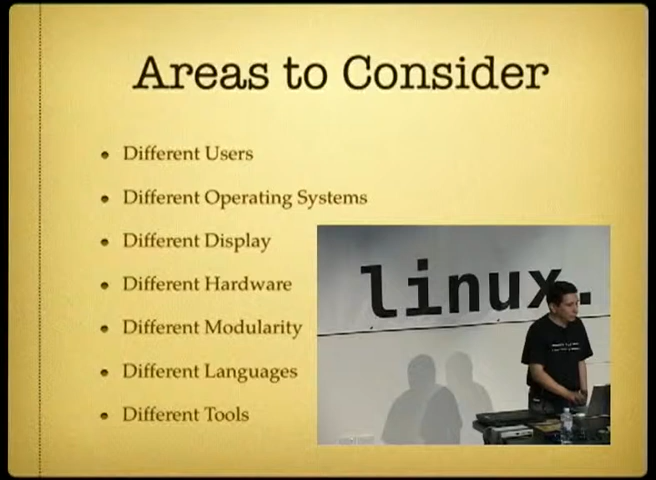 Areas to Consider
Different Users
Different Operating Systems
Different Display
Different Hardware
Different Modularity
Different Languages
Different Tools
linux.